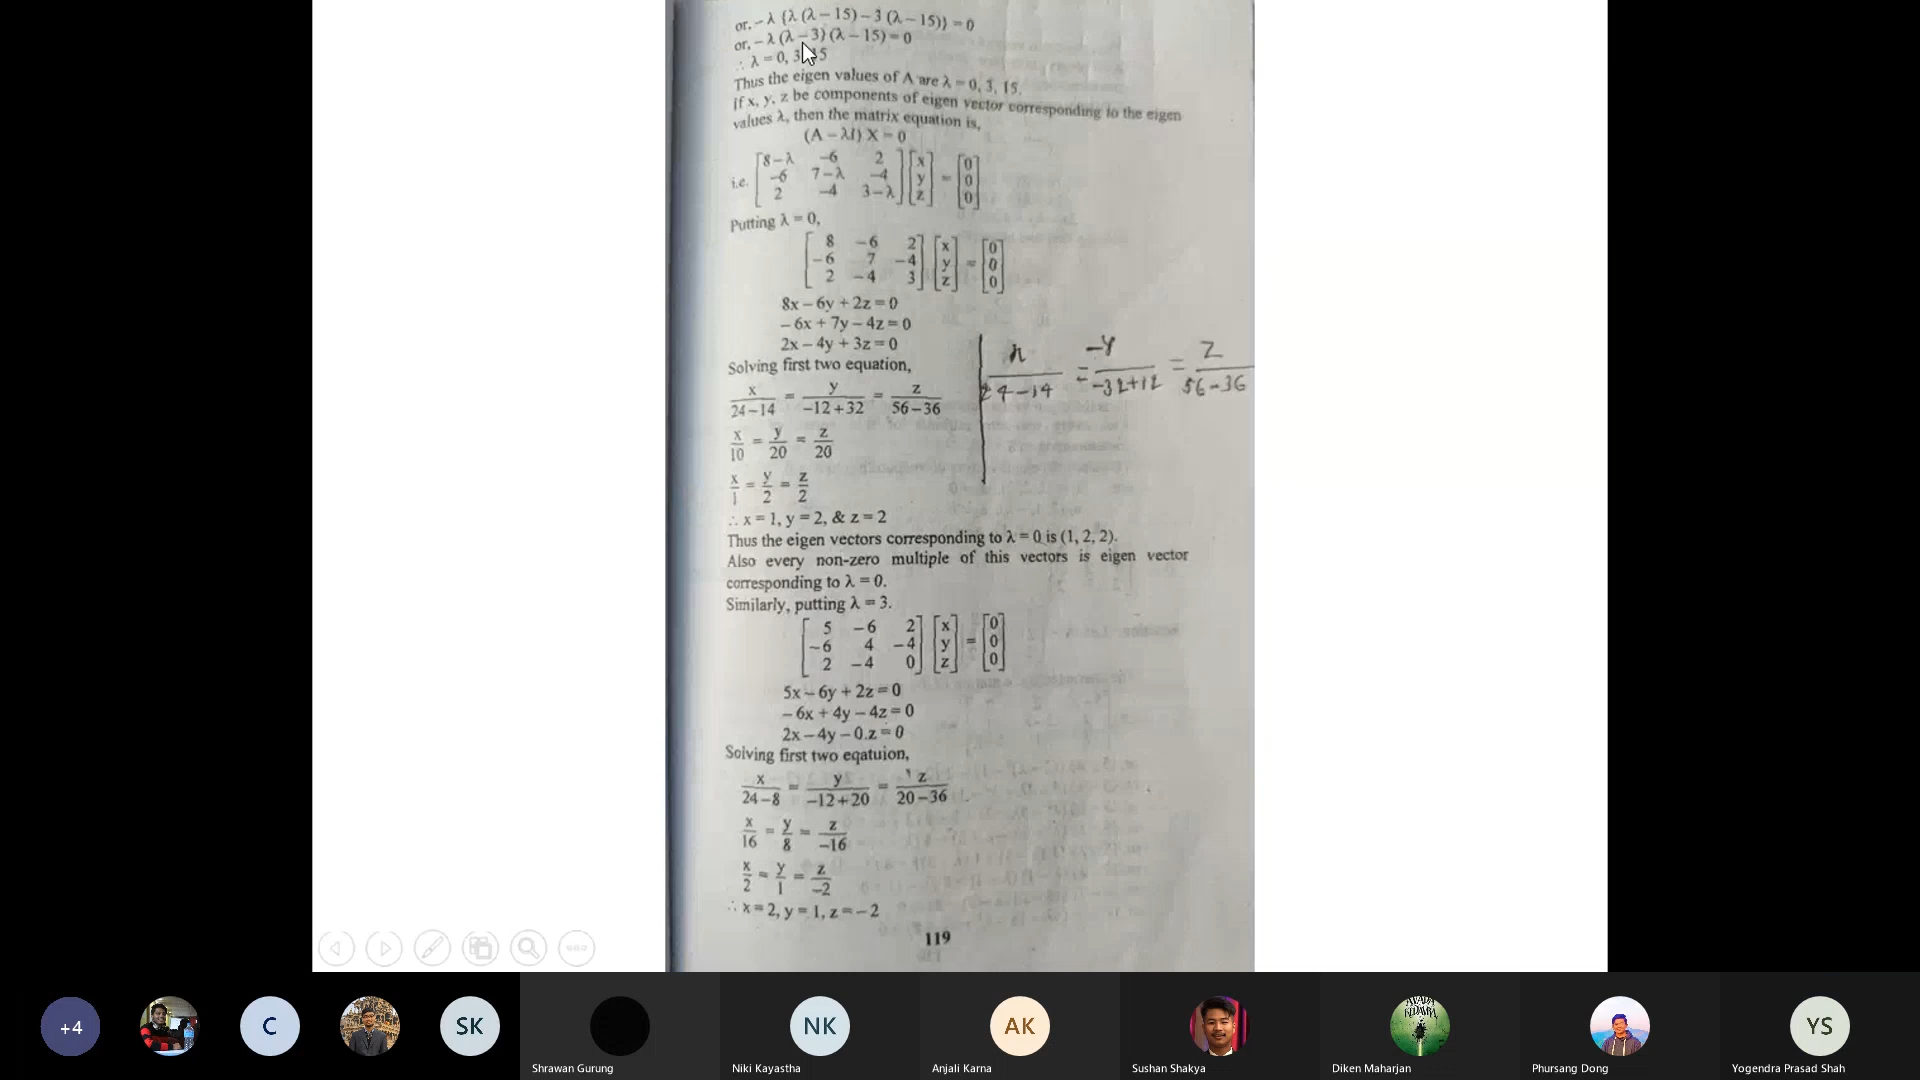 or, – λ {λ (λ – 15) – 3 (λ – 15)} = 0
or, – λ (λ – 3) (λ – 15) = 0
∴ λ = 0, 3, 15
Thus the eigen values of A are λ = 0, 3, 15.
If x, y, z be components of eigen vector corresponding to the eigen
values λ, then the matrix equation is,
(A – λI) X = 0
i.e. [8–λ –6 2; –6 7–λ –4; 2 –4 3–λ] [x; y; z] = [0; 0; 0]
Putting λ = 0,
[8 –6 2; –6 7 –4; 2 –4 3] [x; y; z] = [0; 0; 0]
8x – 6y + 2z = 0
– 6x + 7y – 4z = 0
2x – 4y + 3z = 0
Solving first two equation,
x/(24–14) = y/(–12+32) = z/(56–36)
x/(24–14) = –y/(–32+12) = z/(56–36)
x/10 = y/20 = z/20
x/1 = y/2 = z/2
∴ x = 1, y = 2, & z = 2
Thus the eigen vectors corresponding to λ = 0 is (1, 2, 2).
Also every non-zero multiple of this vectors is eigen vector
corresponding to λ = 0.
Similarly, putting λ = 3.
[5 –6 2; –6 4 –4; 2 –4 0] [x; y; z] = [0; 0; 0]
5x – 6y + 2z = 0
– 6x + 4y – 4z = 0
2x – 4y – 0.z = 0
Solving first two eqatuion,
x/(24–8) = y/(–12+20) = z/(20–36)
x/16 = y/8 = z/–16
x/2 = y/1 = z/–2
∴ x = 2, y = 1, z = – 2
119
+4
C
SK
NK
AK
YS
Shrawan Gurung
Niki Kayastha
Anjali Karna
Sushan Shakya
Diken Maharjan
Phursang Dong
Yogendra Prasad Shah